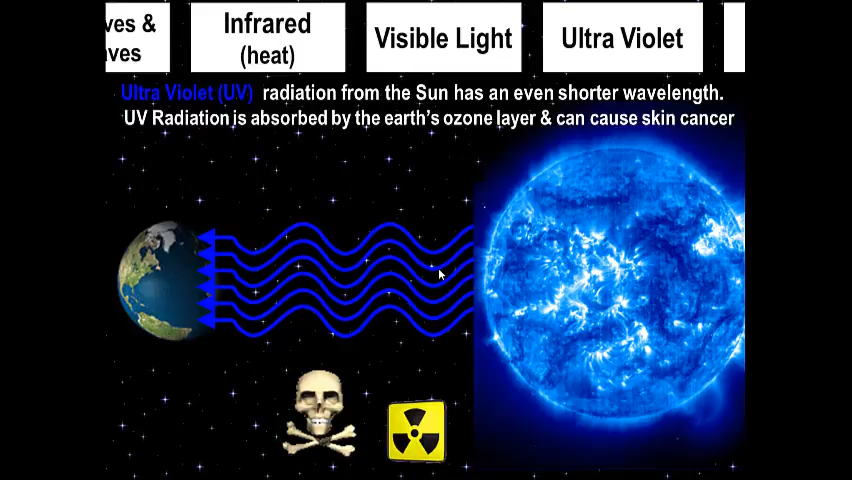 ves &
aves
Infrared
(heat)
Visible Light
Ultra Violet
Ultra Violet (UV) radiation from the Sun has an even shorter wavelength.
UV Radiation is absorbed by the earth's ozone layer & can cause skin cancer